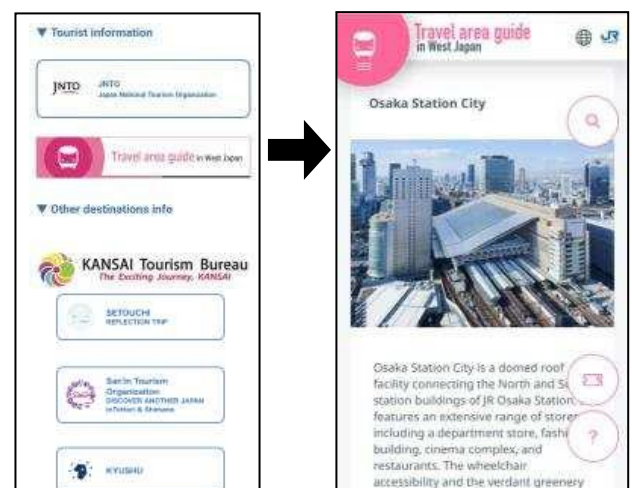 ▼ Tourist information
JNTO
JNTO
Japan National Tourism Organization
Travel area guide in West Japan
▼ Other destinations info
KANSAI Tourism Bureau
The Exciting Journey, KANSAI
SETOUCHI
REFLECTION TRIP
San'in Tourism
Organization
DISCOVER ANOTHER JAPAN
in Tottori & Shimane
KYUSHU
Travel area guide
in West Japan
JR
Osaka Station City
Osaka Station City is a domed roof
facility connecting the North and
station buildings of JR Osaka Station.
features an extensive range of stores
including a department store,
building, cinema complex, and
restaurants. The wheelchair
accessibility and the verdant greenery
?